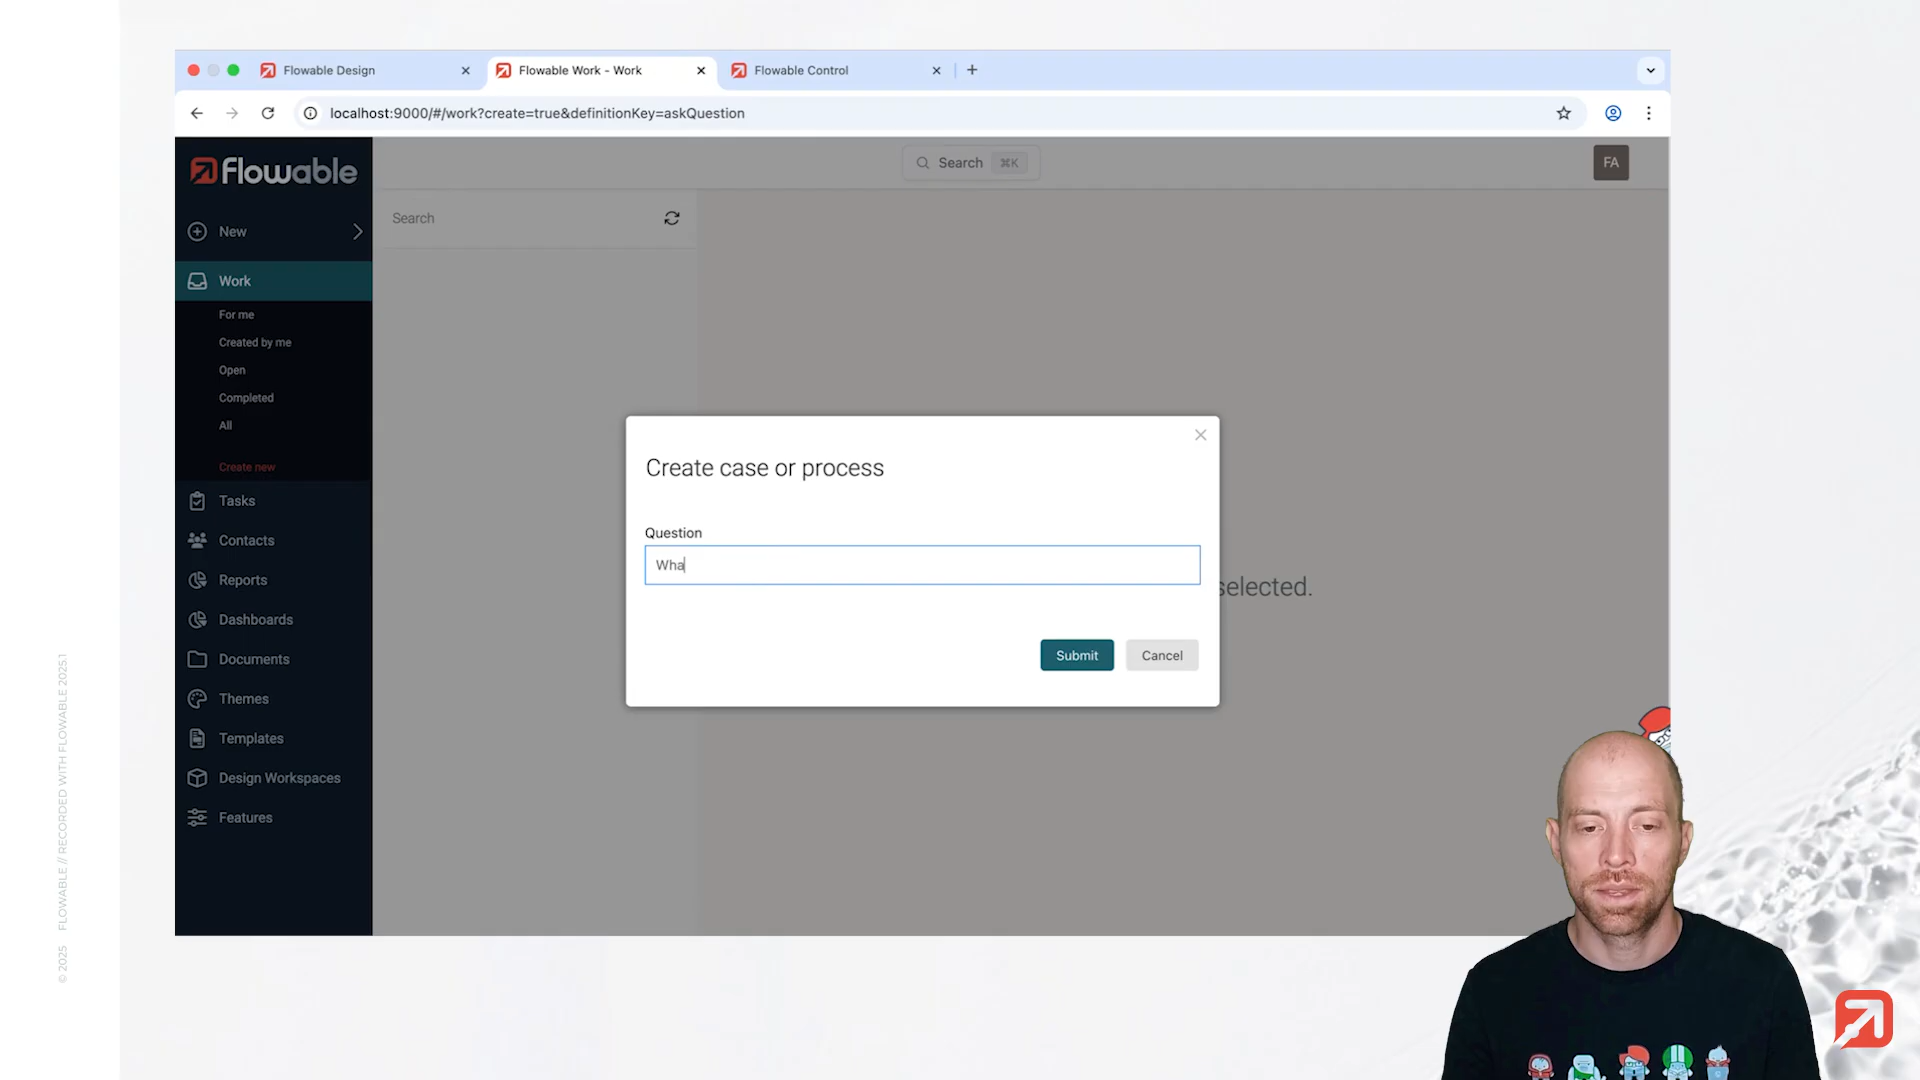 Flowable Design
Flowable Work - Work
Flowable Control
localhost:9000/#/work?create=true&definitionKey=askQuestion
flowable
Search ⌘K
FA
New
Search
Work
For me
Created by me
Open
Completed
All
Create new
Tasks
Contacts
Reports
Dashboards
Documents
Themes
Templates
Design Workspaces
Features
Create case or process
Question
Wha
selected.
Submit
Cancel
© 2025 FLOWABLE // RECORDED WITH FLOWABLE 2025.1